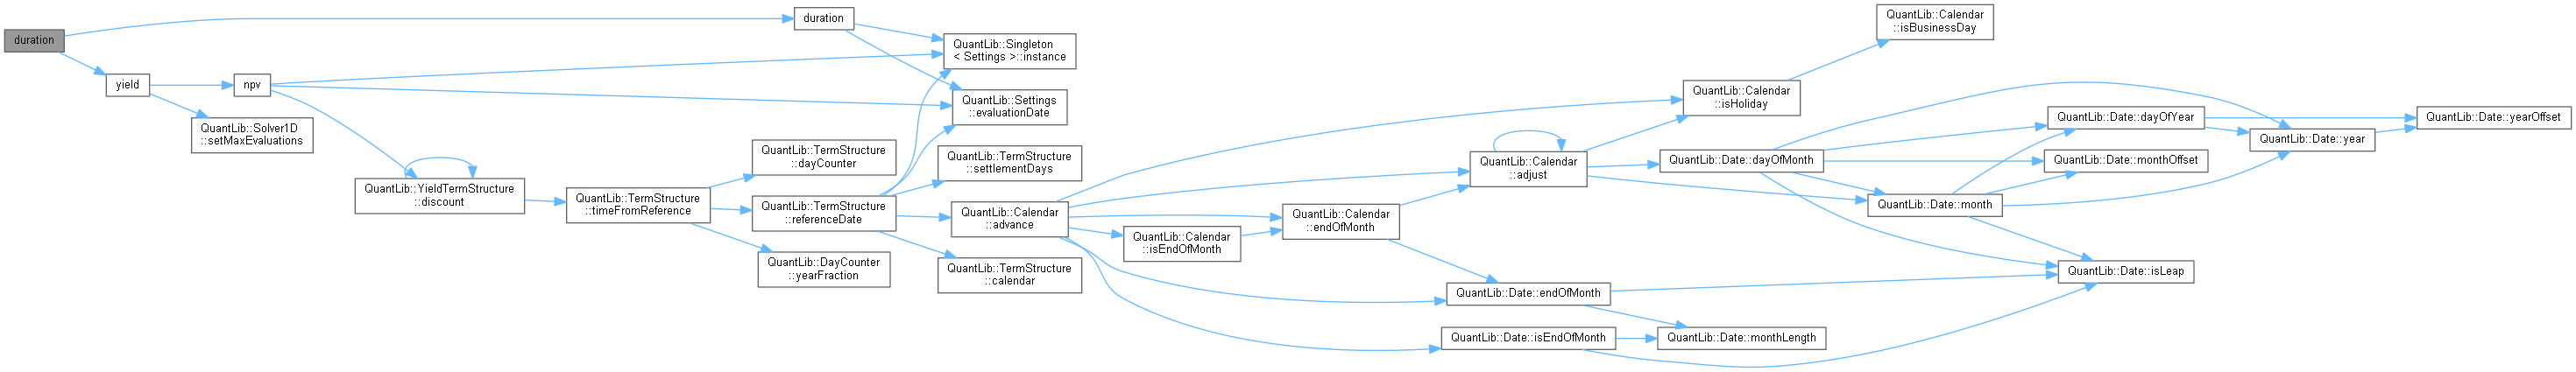 duration
yield
npv
QuantLib::Solver1D
::setMaxEvaluations
QuantLib::YieldTermStructure
::discount
QuantLib::TermStructure
::timeFromReference
duration
QuantLib::TermStructure
::dayCounter
QuantLib::TermStructure
::referenceDate
QuantLib::DayCounter
::yearFraction
QuantLib::Singleton
< Settings >::instance
QuantLib::Settings
::evaluationDate
QuantLib::TermStructure
::settlementDays
QuantLib::Calendar
::advance
QuantLib::TermStructure
::calendar
QuantLib::Calendar
::isEndOfMonth
QuantLib::Calendar
::endOfMonth
QuantLib::Calendar
::adjust
QuantLib::Date::endOfMonth
QuantLib::Date::isEndOfMonth
QuantLib::Calendar
::isHoliday
QuantLib::Date::dayOfMonth
QuantLib::Date::monthLength
QuantLib::Calendar
::isBusinessDay
QuantLib::Date::month
QuantLib::Date::dayOfYear
QuantLib::Date::monthOffset
QuantLib::Date::isLeap
QuantLib::Date::year
QuantLib::Date::yearOffset